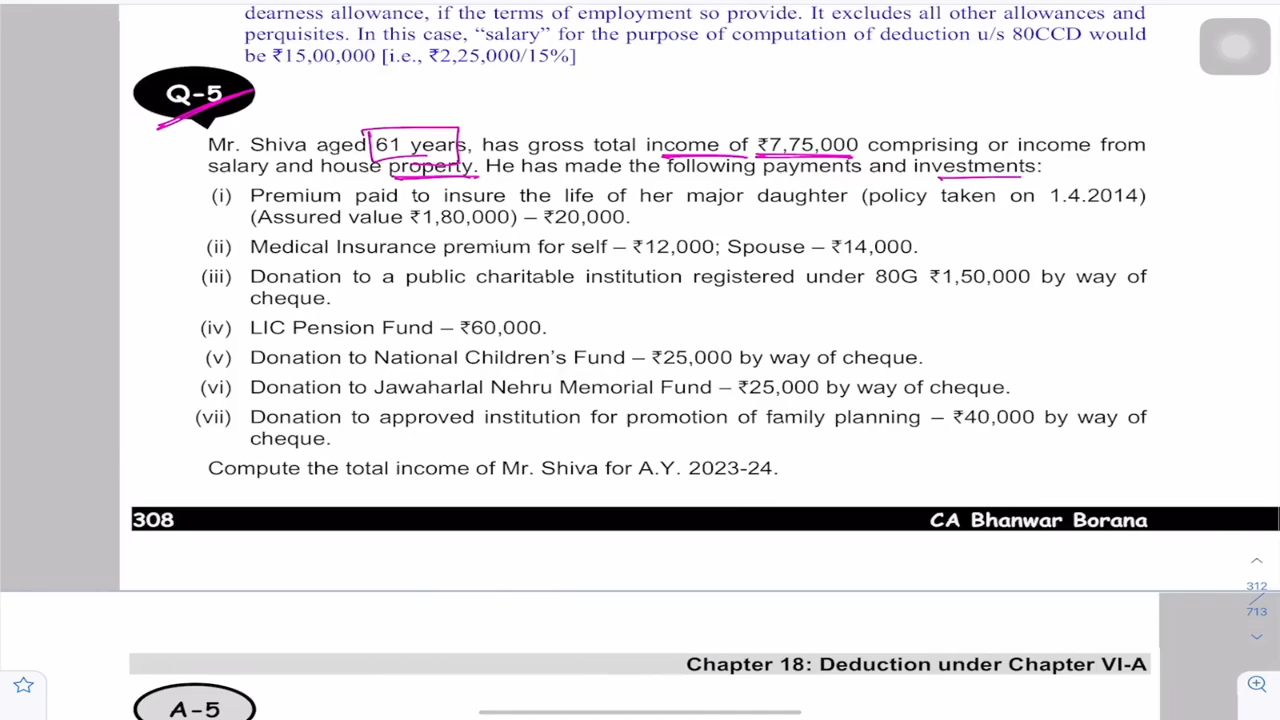 dearness allowance, if the terms of employment so provide. It excludes all other allowances and
perquisites. In this case, “salary” for the purpose of computation of deduction u/s 80CCD would
be ₹15,00,000 [i.e., ₹2,25,000/15%]
Q-5
Mr. Shiva aged 61 years, has gross total income of ₹7,75,000 comprising or income from
salary and house property. He has made the following payments and investments:
(i) Premium paid to insure the life of her major daughter (policy taken on 1.4.2014)
(Assured value ₹1,80,000) – ₹20,000.
(ii) Medical Insurance premium for self – ₹12,000; Spouse – ₹14,000.
(iii) Donation to a public charitable institution registered under 80G ₹1,50,000 by way of
cheque.
(iv) LIC Pension Fund – ₹60,000.
(v) Donation to National Children’s Fund – ₹25,000 by way of cheque.
(vi) Donation to Jawaharlal Nehru Memorial Fund – ₹25,000 by way of cheque.
(vii) Donation to approved institution for promotion of family planning – ₹40,000 by way of
cheque.
Compute the total income of Mr. Shiva for A.Y. 2023-24.
308 CA Bhanwar Borana
312
713
Chapter 18: Deduction under Chapter VI-A
A-5